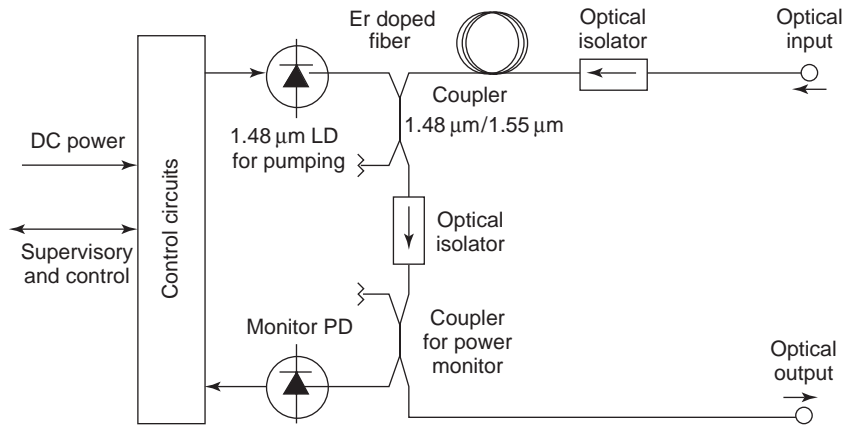 Er doped
fiber
Optical
isolator
Optical
input
Coupler
1.48 μm/1.55 μm
1.48 μm LD
for pumping
DC power
Control circuits
Supervisory
and control
Optical
isolator
Monitor PD
Coupler
for power
monitor
Optical
output